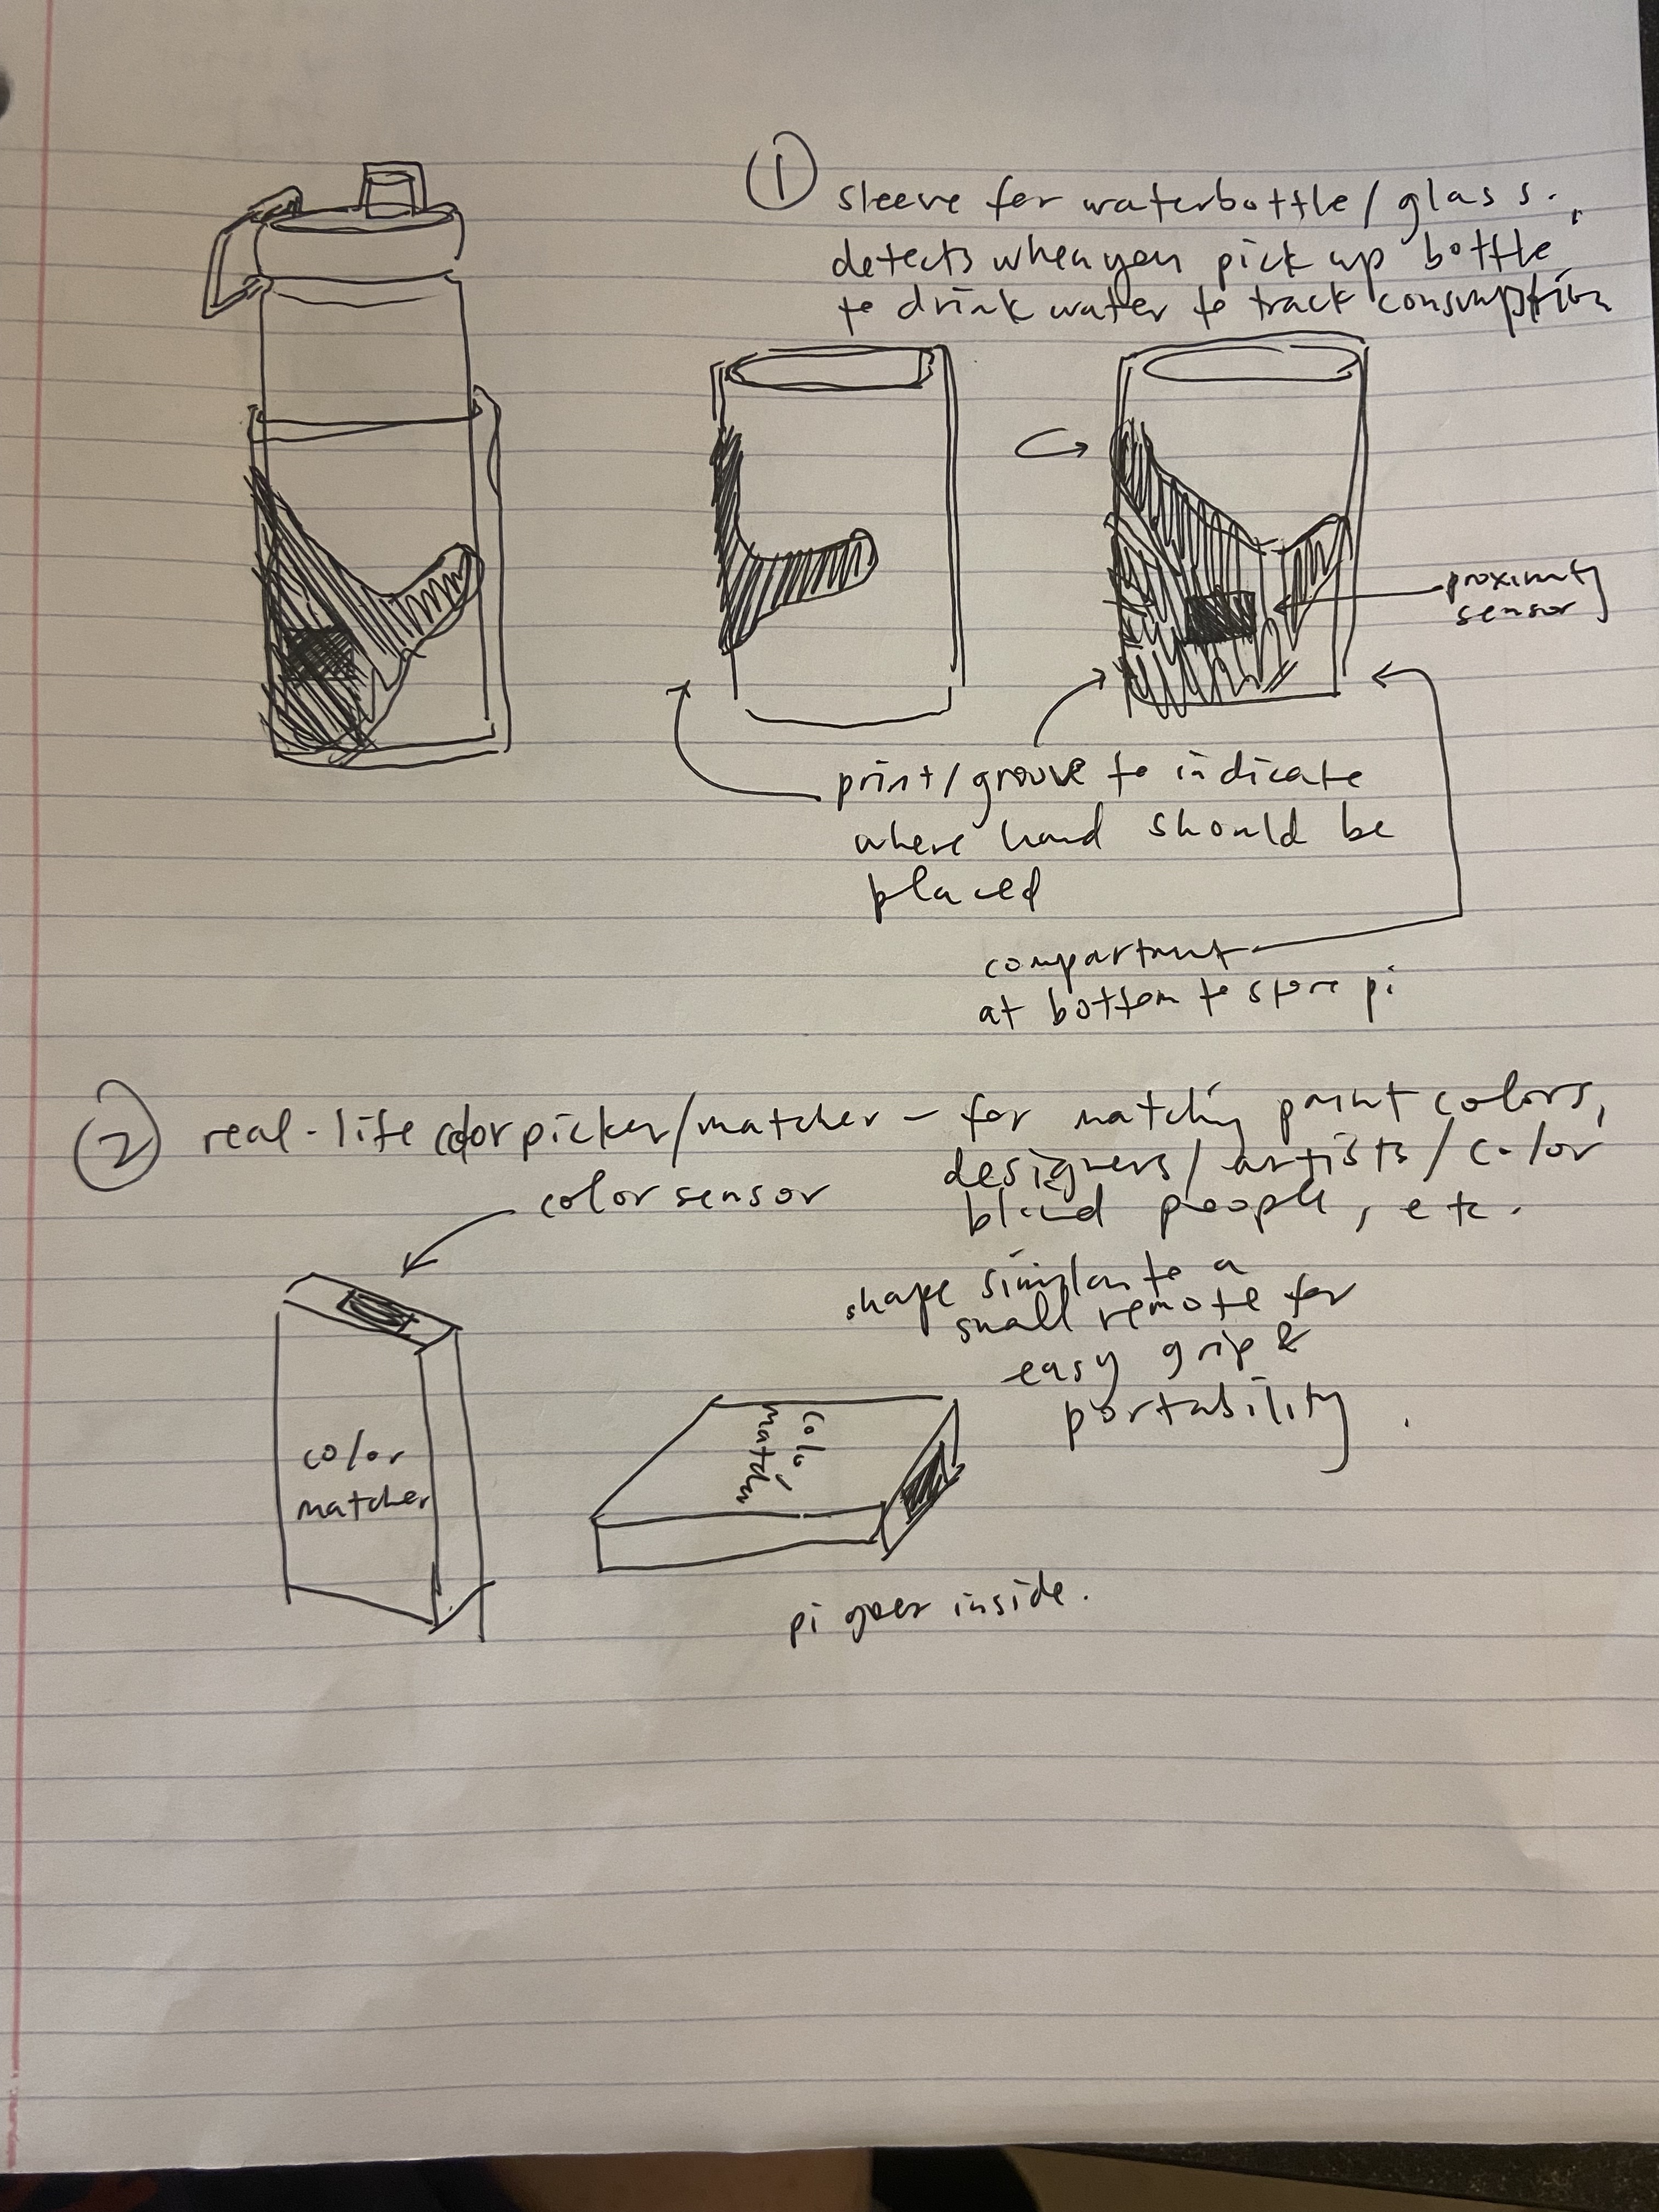 ①
sleeve for waterbottle/glass.,
detects when you pick up bottle
to drink water to track consumption
proximity
sensor
print/groove to indicate
where hand should be
placed
compartment
at bottom to store pi
② real-life color picker/matcher – for matching paint colors,
designers/artists/color
blind people, etc.
color sensor
shape similar to a
small remote for
easy grip &
portability.
color
matcher
color
matcher
pi goes inside.